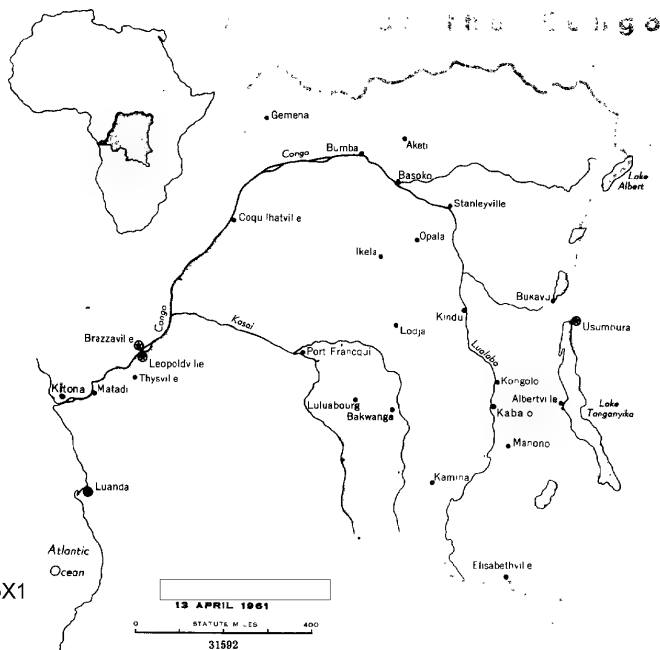 the Congo
Gemena
Aketi
Bumba
Congo
Basoko
Lake
Albert
Stanleyville
Coquilhatville
Opala
Ikela
Bukavu
Kindu
Usumbura
Congo
Kasai
Brazzaville
Lodja
Lualaba
Leopoldville
Port Francqui
Thysville
Kongolo
Kitona
Matadi
Luluabourg
Albertville
Lake
Tanganyika
Bakwanga
Kabalo
Manono
Kamina
Luanda
Atlantic
Ocean
Elisabethville
X1
13 APRIL 1961
STATUTE MILES
0 400
31592